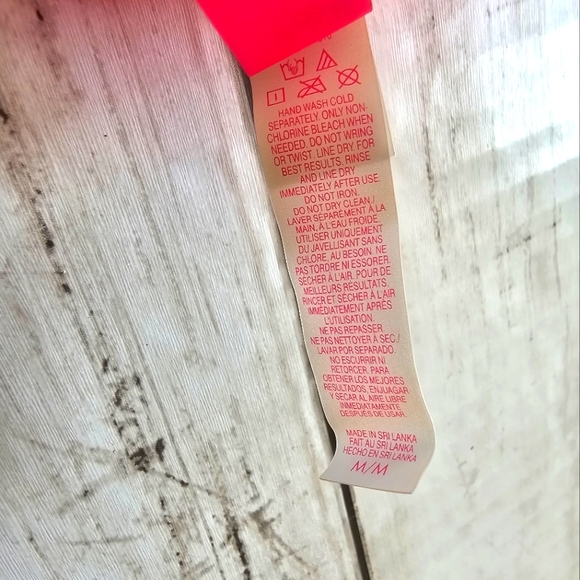 HAND WASH COLD
SEPARATELY. ONLY NON-
CHLORINE BLEACH WHEN
NEEDED. DO NOT WRING
OR TWIST. LINE DRY. FOR
BEST RESULTS, RINSE
AND LINE DRY
IMMEDIATELY AFTER USE.
DO NOT IRON.
DO NOT DRY CLEAN./
LAVER SÉPARÉMENT À LA
MAIN, À L'EAU FROIDE.
UTILISER UNIQUEMENT
DU JAVELLISANT SANS
CHLORE, AU BESOIN. NE
PAS TORDRE NI ESSORER.
SÉCHER À L'AIR. POUR DE
MEILLEURS RÉSULTATS,
RINCER ET SÉCHER À L'AIR
IMMÉDIATEMENT APRÈS
L'UTILISATION.
NE PAS REPASSER.
NE PAS NETTOYER À SEC./
LAVAR POR SEPARADO.
NO ESCURRIR NI
RETORCER. PARA
OBTENER LOS MEJORES
RESULTADOS, ENJUAGAR
Y SECAR AL AIRE LIBRE
INMEDIATAMENTE
DESPUÉS DE USAR.
MADE IN SRI LANKA
FAIT AU SRI LANKA
HECHO EN SRI LANKA
M/M